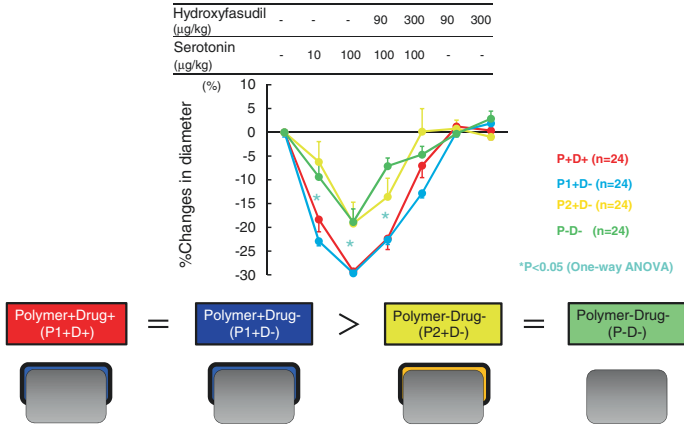 Hydroxyfasudil - - - 90 300 90 300
(μg/kg)
Serotonin - 10 100 100 100 - -
(μg/kg)
(%)
10
5
0
-5
-10
-15
-20
-25
-30
%Changes in diameter
*
*
*
P+D+ (n=24)
P1+D- (n=24)
P2+D- (n=24)
P-D- (n=24)
*P<0.05 (One-way ANOVA)
Polymer+Drug+ = Polymer+Drug- > Polymer-Drug- = Polymer-Drug-
(P1+D+) (P1+D-) (P2+D-) (P-D-)